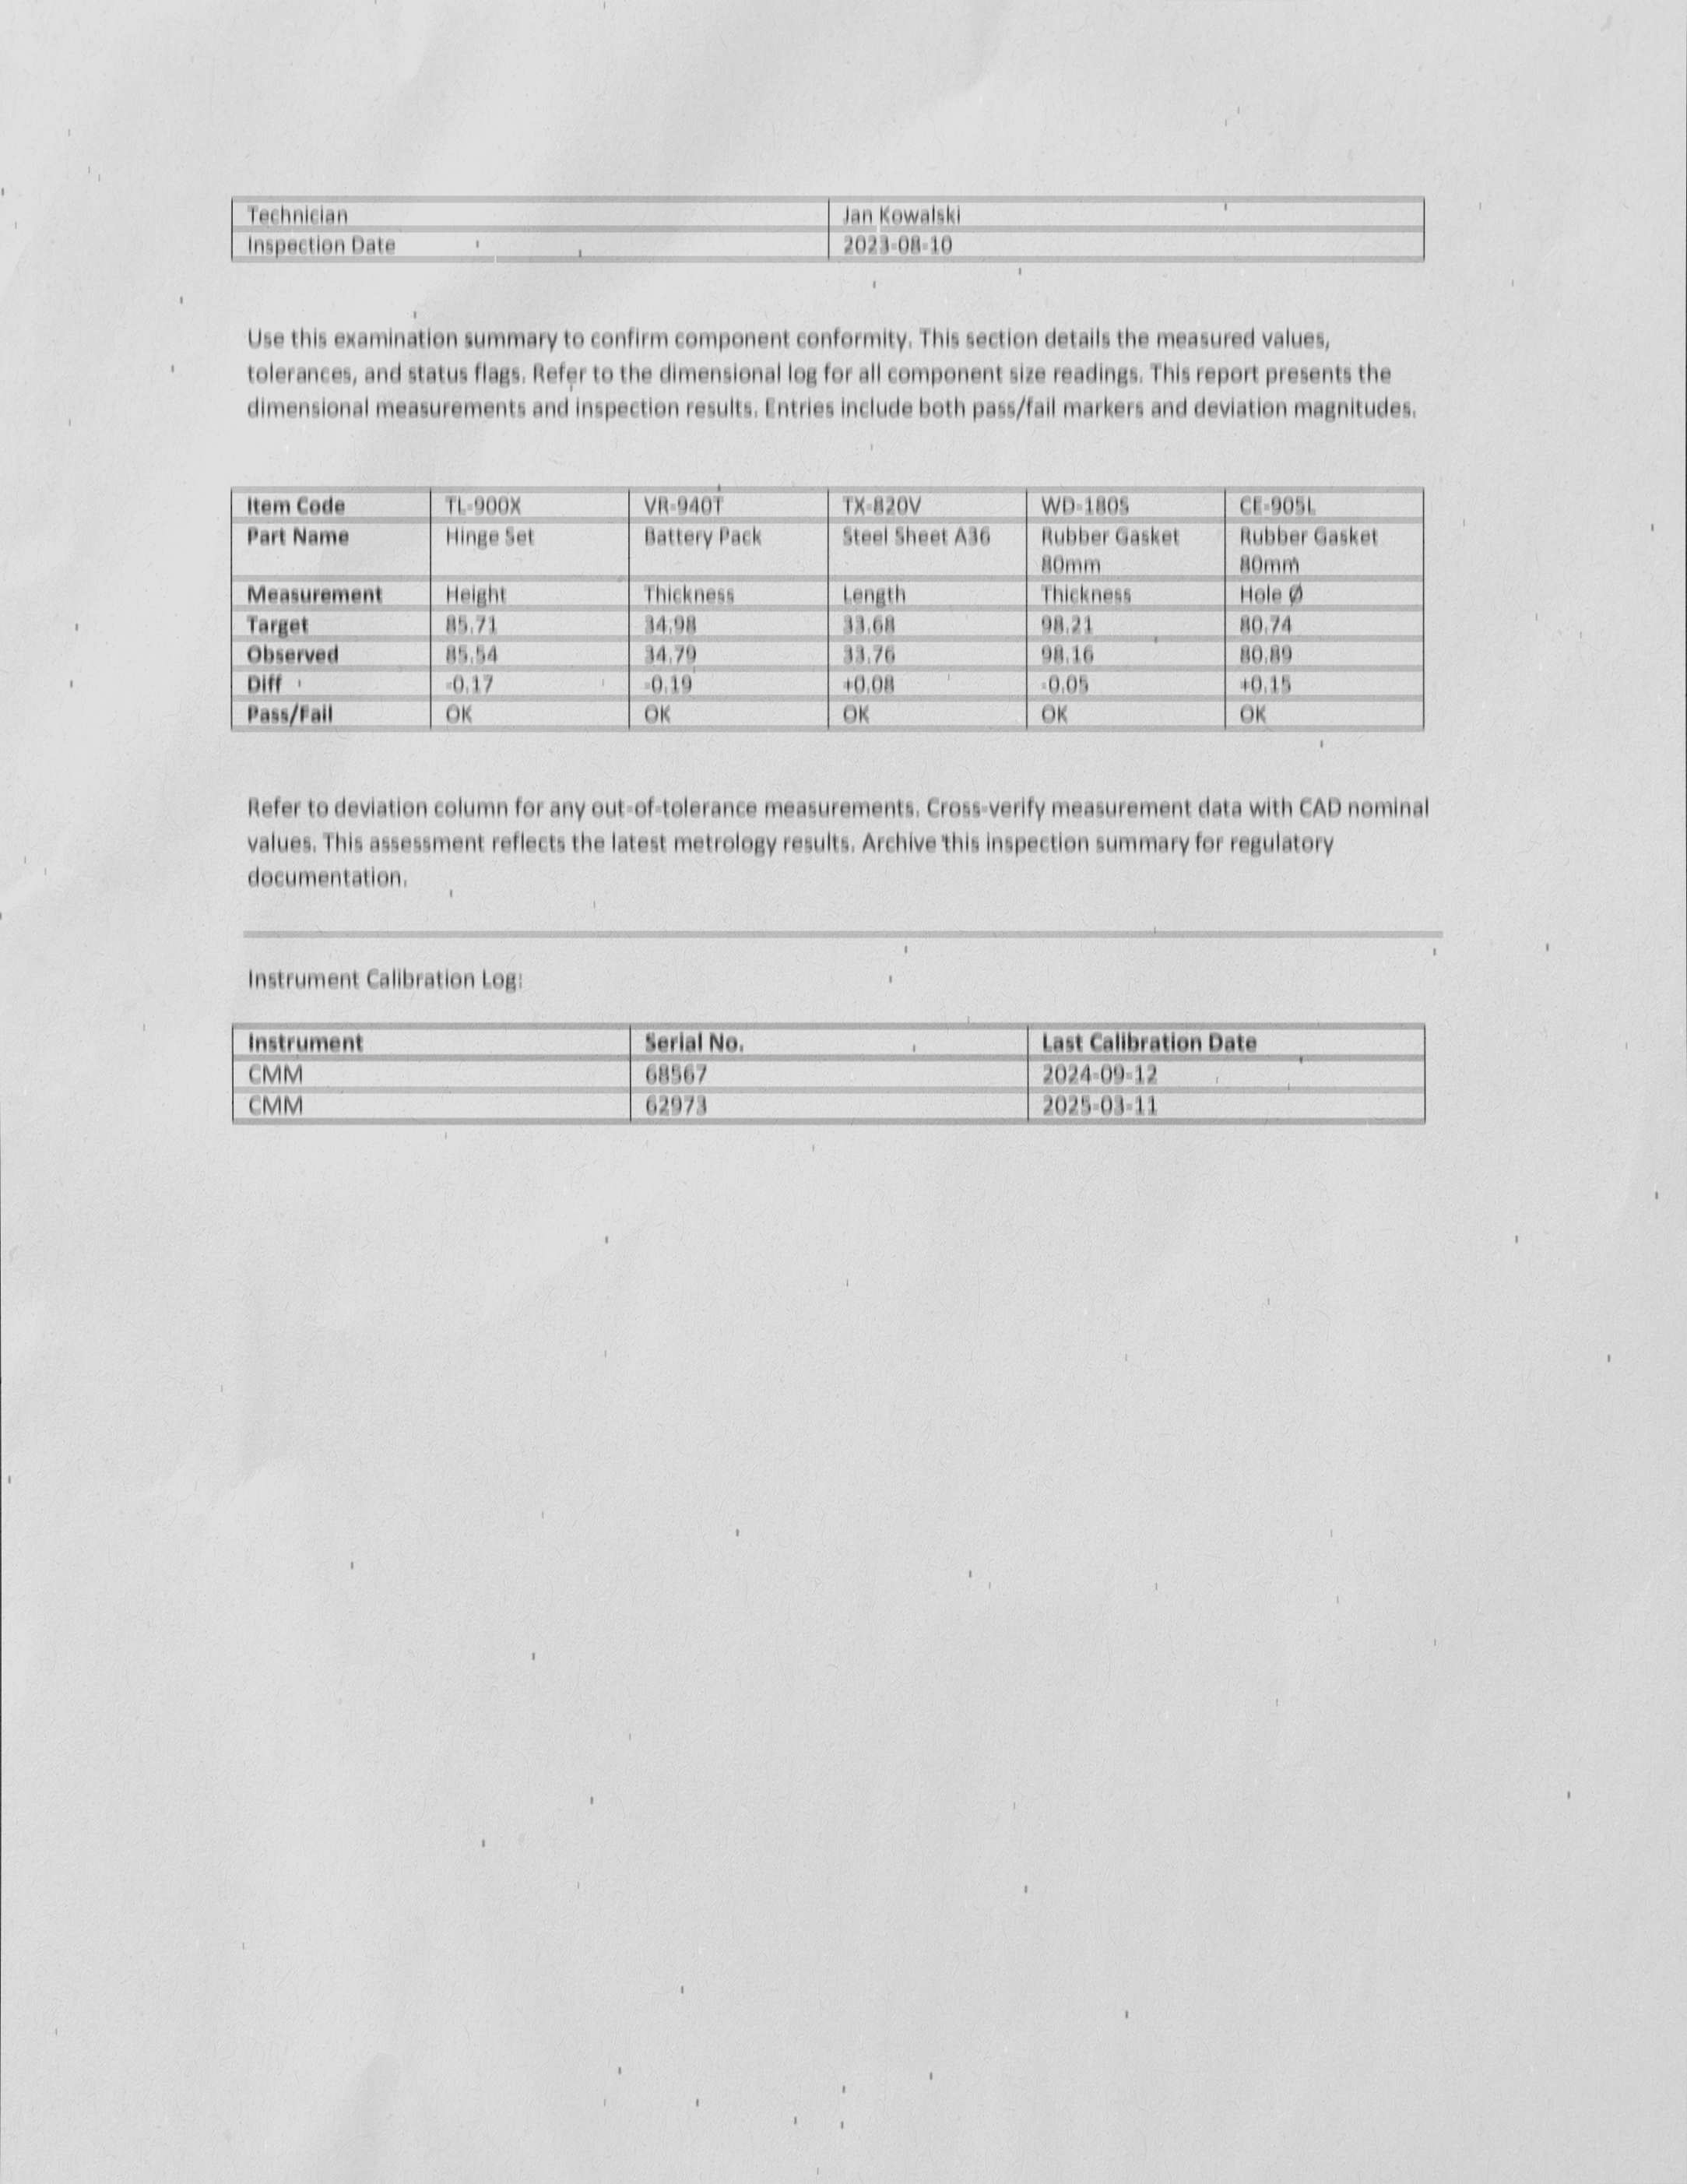 Technician Jan Kowalski
Inspection Date 2023-08-10
Use this examination summary to confirm component conformity. This section details the measured values,
tolerances, and status flags. Refer to the dimensional log for all component size readings. This report presents the
dimensional measurements and inspection results. Entries include both pass/fail markers and deviation magnitudes.
Item Code TL-900X VR-940T TX-820V WD-180S CE-905L
Part Name Hinge Set Battery Pack Steel Sheet A36 Rubber Gasket Rubber Gasket
80mm 80mm
Measurement Height Thickness Length Thickness Hole Ø
Target 85.71 34.98 33.68 98.21 80.74
Observed 85.54 34.79 33.76 98.16 80.89
Diff -0.17 -0.19 +0.08 -0.05 +0.15
Pass/Fail OK OK OK OK OK
Refer to deviation column for any out-of-tolerance measurements. Cross-verify measurement data with CAD nominal
values. This assessment reflects the latest metrology results. Archive this inspection summary for regulatory
documentation.
Instrument Calibration Log:
Instrument Serial No. Last Calibration Date
CMM 68567 2024-09-12
CMM 62973 2025-03-11